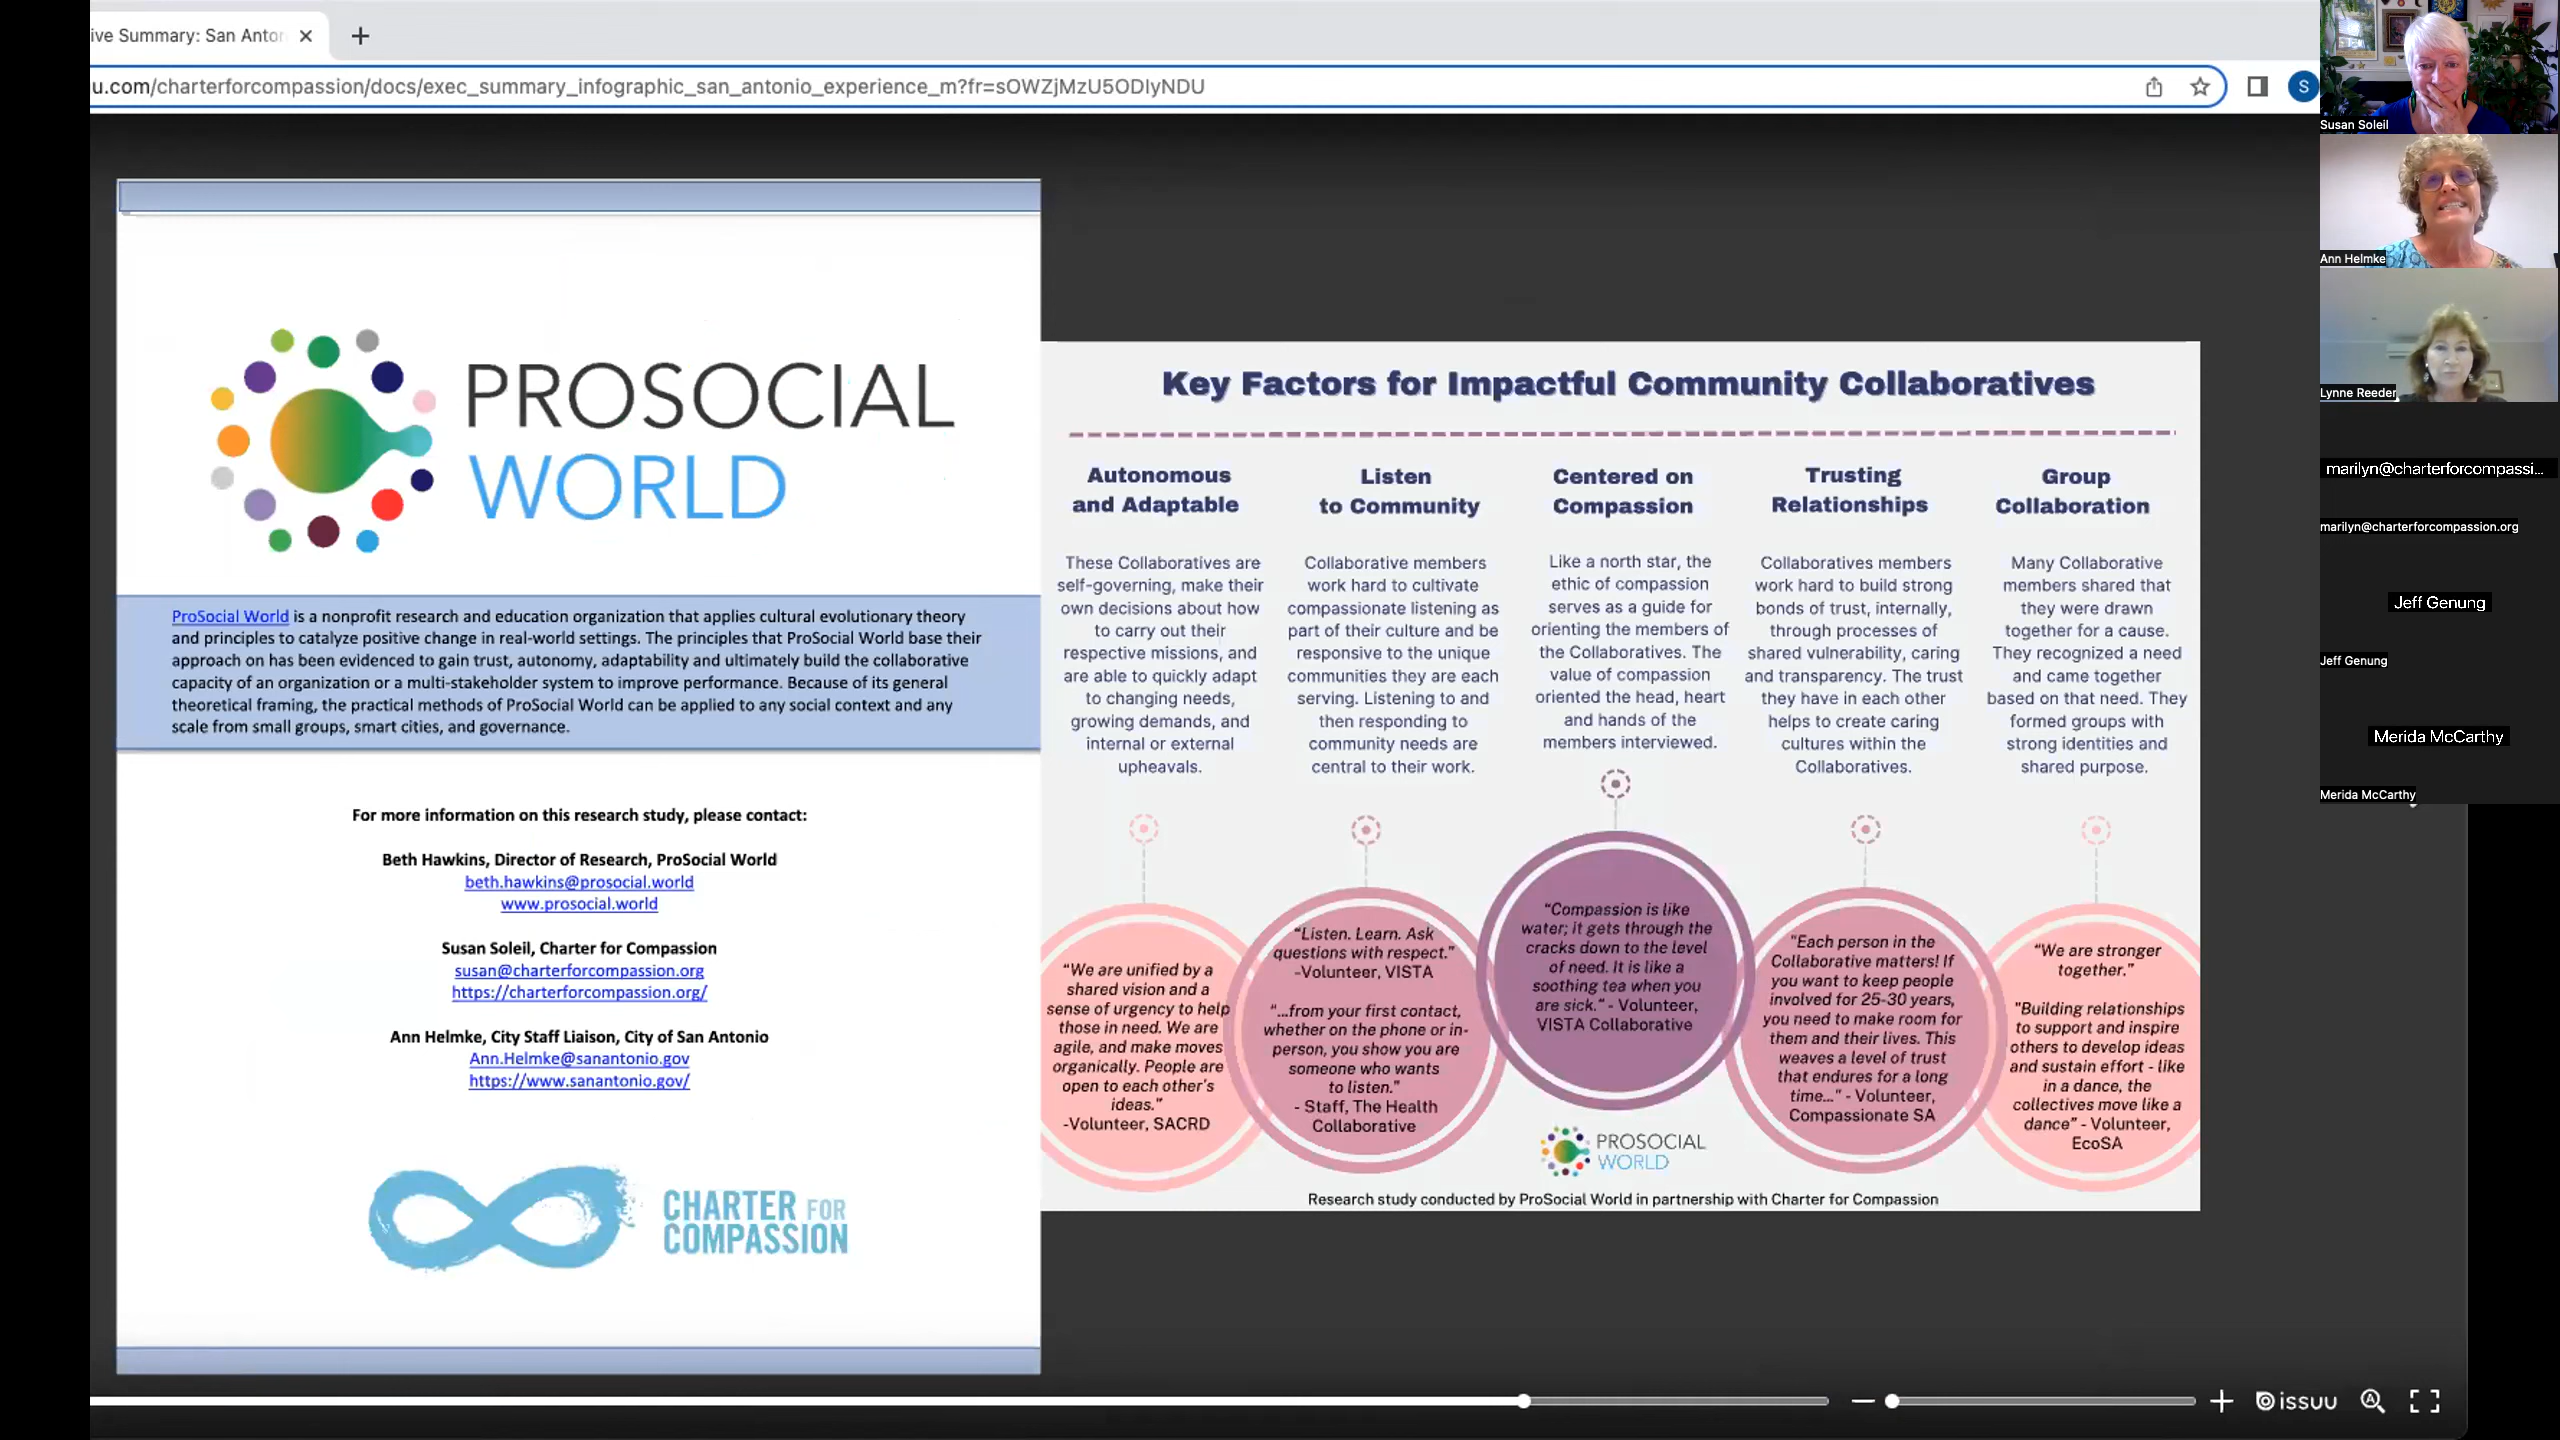 ive Summary: San Anto
u.com/charterforcompassion/docs/exec_summary_infographic_san_antonio_experience_m?fr=sOWZjMzU5ODIyNDU
S
PROSOCIAL
WORLD
ProSocial World is a nonprofit research and education organization that applies cultural evolutionary theory
and principles to catalyze positive change in real-world settings. The principles that ProSocial World base their
approach on has been evidenced to gain trust, autonomy, adaptability and ultimately build the collaborative
capacity of an organization or a multi-stakeholder system to improve performance. Because of its general
theoretical framing, the practical methods of ProSocial World can be applied to any social context and any
scale from small groups, smart cities, and governance.
For more information on this research study, please contact:
Beth Hawkins, Director of Research, ProSocial World
beth.hawkins@prosocial.world
www.prosocial.world
Susan Soleil, Charter for Compassion
susan@charterforcompassion.org
https://charterforcompassion.org/
Ann Helmke, City Staff Liaison, City of San Antonio
Ann.Helmke@sanantonio.gov
https://www.sanantonio.gov/
CHARTER FOR
COMPASSION
Key Factors for Impactful Community Collaboratives
Autonomous
and Adaptable
These Collaboratives are
self-governing, make their
own decisions about how
to carry out their
respective missions, and
are able to quickly adapt
to changing needs,
growing demands, and
internal or external
upheavals.
"We are unified by a
shared vision and a
sense of urgency to help
those in need. We are
agile, and make moves
organically. People are
open to each other's
ideas."
-Volunteer, SACRD
Listen
to Community
Collaborative members
work hard to cultivate
compassionate listening as
part of their culture and be
responsive to the unique
communities they are each
serving. Listening to and
then responding to
community needs are
central to their work.
"Listen. Learn. Ask
questions with respect."
-Volunteer, VISTA
"...from your first contact,
whether on the phone or in-
person, you show you are
someone who wants
to listen."
- Staff, The Health
Collaborative
Centered on
Compassion
Like a north star, the
ethic of compassion
serves as a guide for
orienting the members of
the Collaboratives. The
value of compassion
oriented the head, heart
and hands of the
members interviewed.
"Compassion is like
water; it gets through the
cracks down to the level
of need. It is like a
soothing tea when you
are sick." - Volunteer,
VISTA Collaborative
Trusting
Relationships
Collaboratives members
work hard to build strong
bonds of trust, internally,
through processes of
shared vulnerability, caring
and transparency. The trust
they have in each other
helps to create caring
cultures within the
Collaboratives.
"Each person in the
Collaborative matters! If
you want to keep people
involved for 25-30 years,
you need to make room for
them and their lives. This
weaves a level of trust
that endures for a long
time..." - Volunteer,
Compassionate SA
Group
Collaboration
Many Collaborative
members shared that
they were drawn
together for a cause.
They recognized a need
and came together
based on that need. They
formed groups with
strong identities and
shared purpose.
"We are stronger
together."
"Building relationships
to support and inspire
others to develop ideas
and sustain effort - like
in a dance, the
collectives move like a
dance" - Volunteer,
EcoSA
PROSOCIAL
WORLD
Research study conducted by ProSocial World in partnership with Charter for Compassion
issuu
Susan Soleil
Ann Helmke
Lynne Reeder
marilyn@charterforcompassi...
marilyn@charterforcompassion.org
Jeff Genung
Jeff Genung
Merida McCarthy
Merida McCarthy